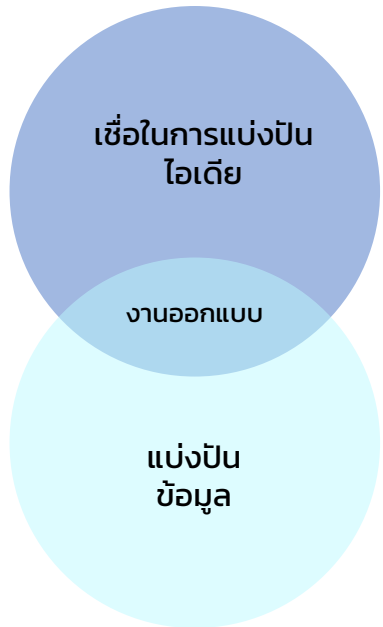 เชื่อในการแบ่งปัน
ไอเดีย
งานออกแบบ
แบ่งปัน
ข้อมูล